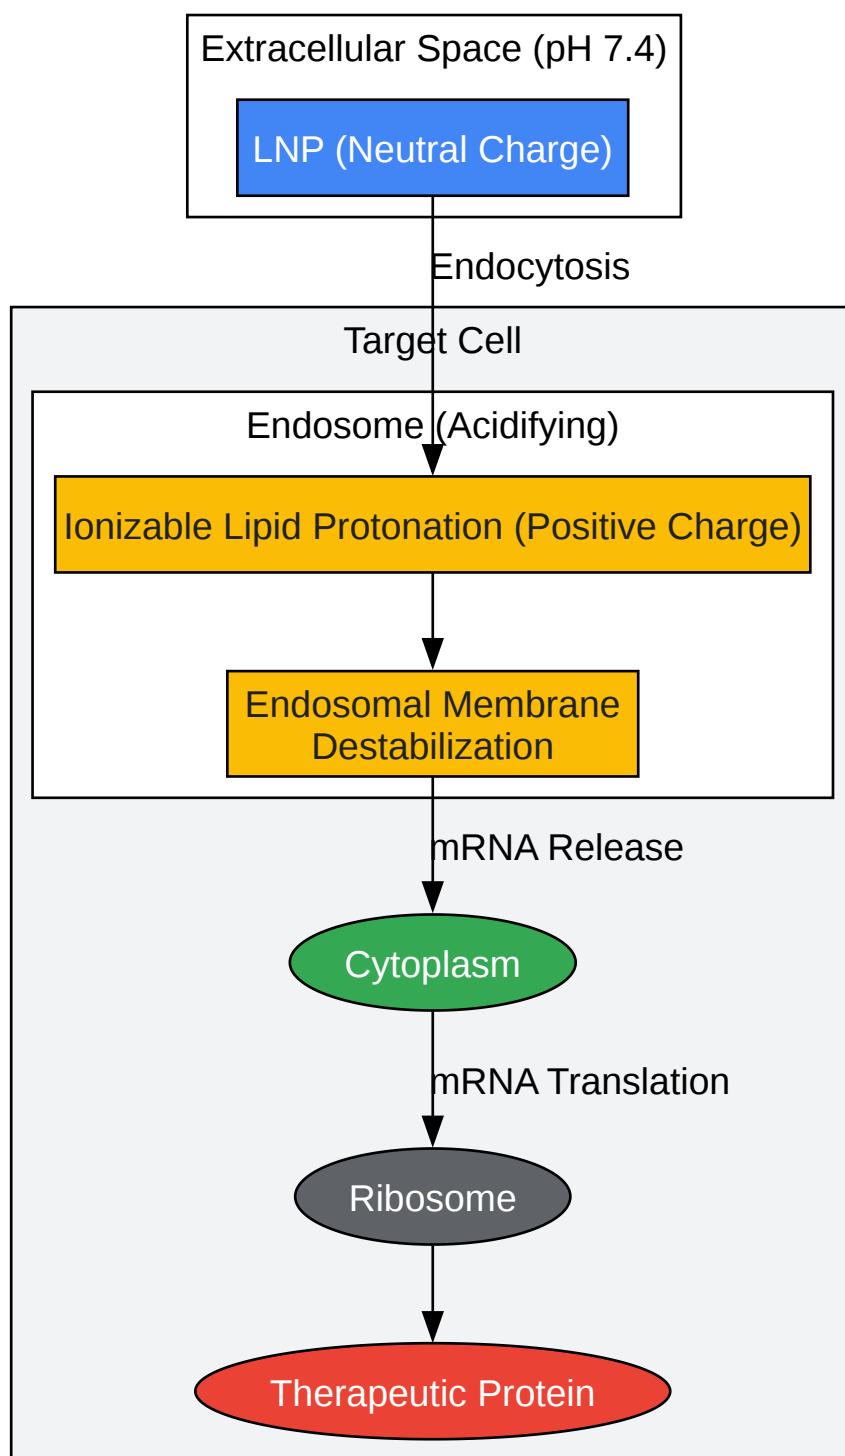 Extracellular Space (pH 7.4)
LNP (Neutral Charge)
Endocytosis
Target Cell
Endosome (Acidifying)
Ionizable Lipid Protonation (Positive Charge)
Endosomal Membrane
Destabilization
mRNA Release
Cytoplasm
mRNA Translation
Ribosome
Therapeutic Protein